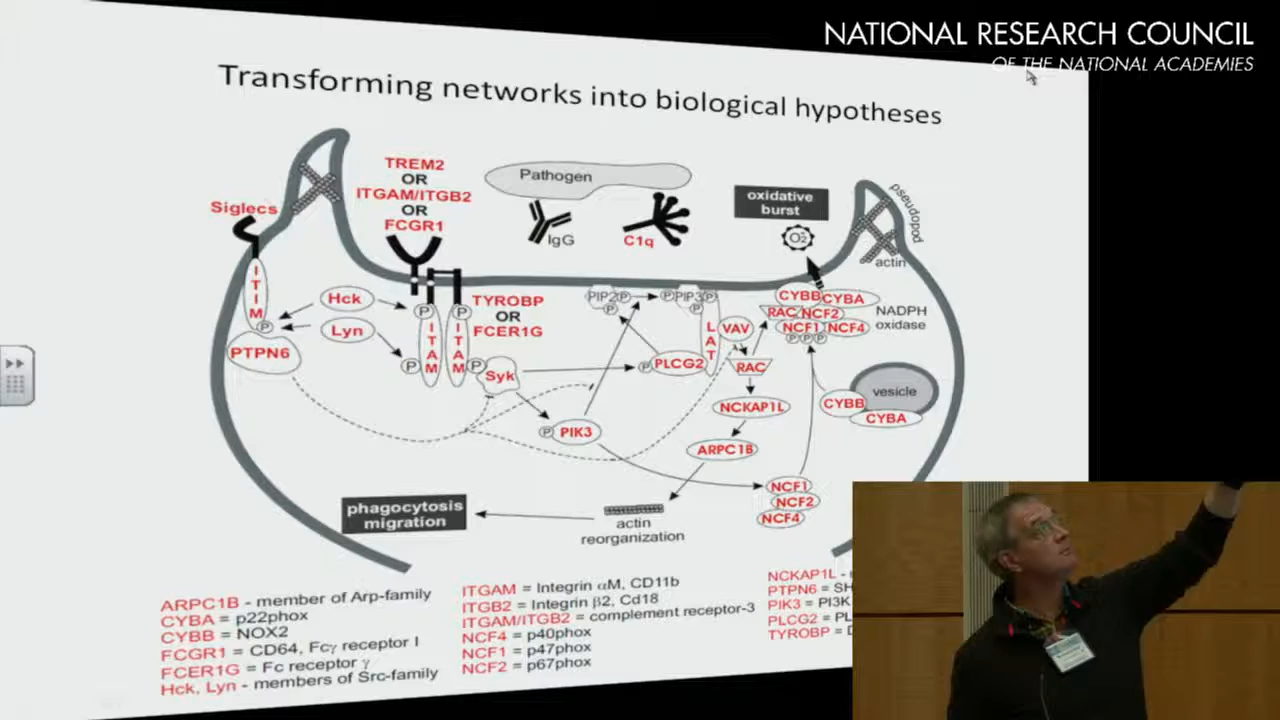 NATIONAL RESEARCH COUNCIL
OF THE NATIONAL ACADEMIES
Transforming networks into biological hypotheses
TREM2
OR
ITGAM/ITGB2
OR
FCGR1
Siglecs
Pathogen
IgG
C1q
oxidative
burst
O2-
pseudopod
actin
ITIM
P
PTPN6
Hck
Lyn
P
P
ITAM
ITAM
P
P
TYROBP
OR
FCER1G
Syk
P
PIK3
PIP2
P
P
P
PIP3
P
P
LAT
VAV
P
PLCG2
RAC
NCKAP1L
ARPC1B
CYBB
CYBA
RAC
NCF2
NCF1
NCF4
P P P
NADPH
oxidase
vesicle
CYBB
CYBA
NCF1
NCF2
NCF4
phagocytosis
migration
actin
reorganization
ARPC1B - member of Arp-family
CYBA = p22phox
CYBB = NOX2
FCGR1 = CD64, Fcγ receptor I
FCER1G = Fc receptor γ
Hck, Lyn - members of Src-family
ITGAM = Integrin αM, CD11b
ITGB2 = Integrin β2, Cd18
ITGAM/ITGB2 = complement receptor-3
NCF4 = p40phox
NCF1 = p47phox
NCF2 = p67phox
NCKAP1L -
PTPN6 = SH
PIK3 = PI3K
PLCG2 = PL
TYROBP =